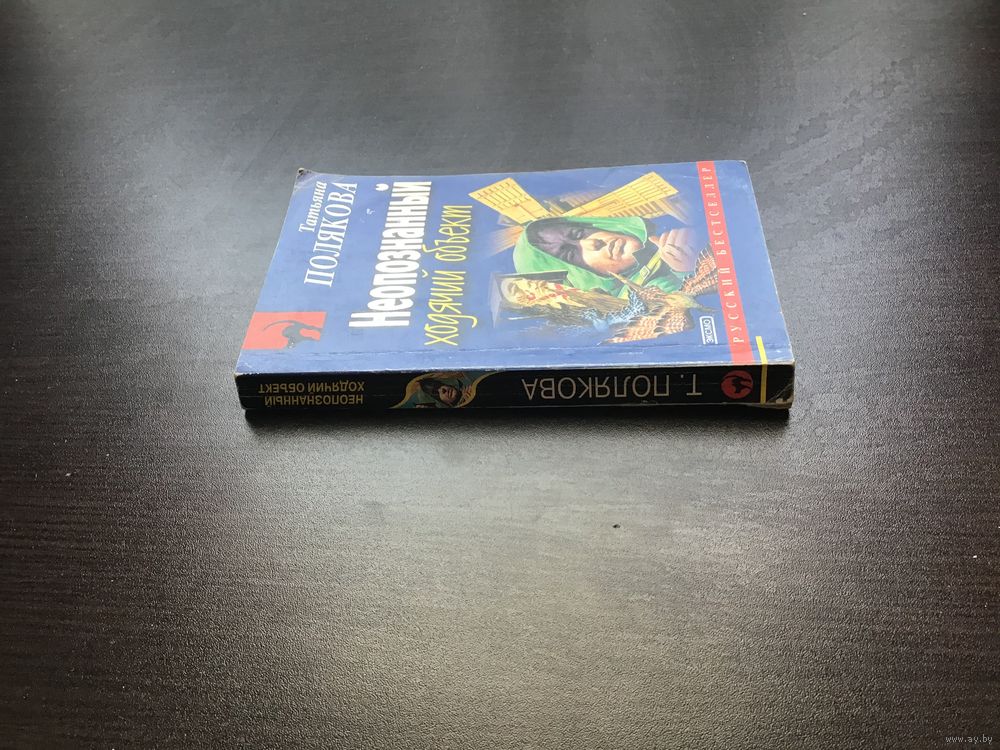 Татьяна
ПОЛЯКОВА
Неопознанный
ходячий объект
ЭКСМО
РУССКИЙ БЕСТСЕЛЛЕР
Т. ПОЛЯКОВА
НЕОПОЗНАННЫЙ
ХОДЯЧИЙ ОБЪЕКТ
www.ay.by